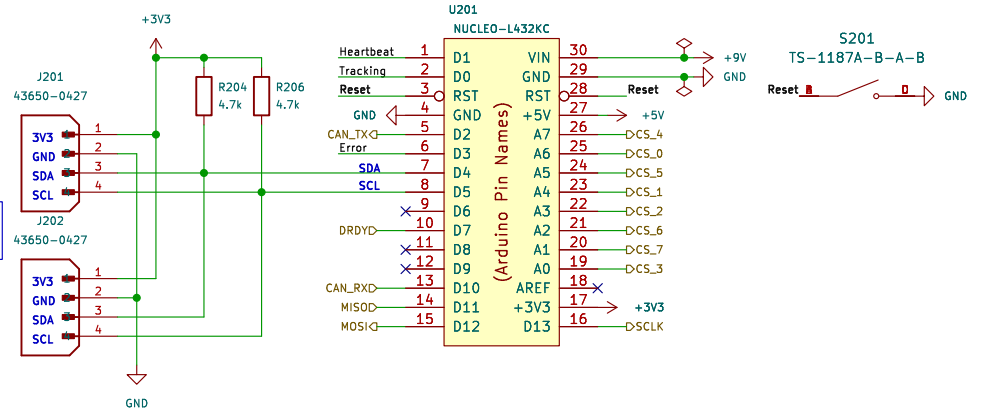 +3V3
J201
43650-0427
3V3 1
GND 2
SDA 3
SCL 4
R204
4.7k
R206
4.7k
J202
43650-0427
3V3 1
GND 2
SDA 3
SCL 4
GND
U201
NUCLEO-L432KC
(Arduino Pin Names)
Heartbeat 1 D1
Tracking 2 D0
Reset 3 RST
GND 4 GND
CAN_TX 5 D2
Error 6 D3
SDA 7 D4
SCL 8 D5
9 D6
DRDY 10 D7
11 D8
12 D9
CAN_RX 13 D10
MISO 14 D11
MOSI 15 D12
VIN 30 +9V
GND 29 GND
RST 28 Reset
+5V 27 +5V
A7 26 CS_4
A6 25 CS_0
A5 24 CS_5
A4 23 CS_1
A3 22 CS_2
A2 21 CS_6
A1 20 CS_7
A0 19 CS_3
AREF 18
+3V3 17 +3V3
D13 16 SCLK
S201
TS-1187A-B-A-B
Reset
GND